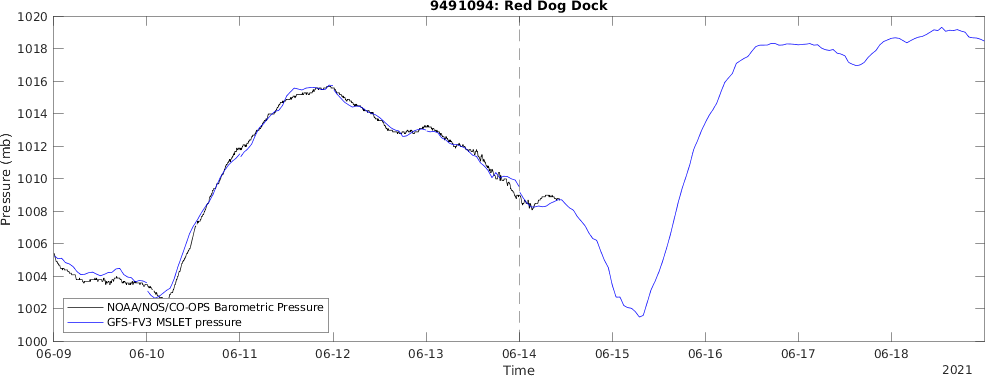 9491094: Red Dog Dock
1020
1018
1016
1014
1012
1010
1008
1006
1004
1002
1000
Pressure (mb)
NOAA/NOS/CO-OPS Barometric Pressure
GFS-FV3 MSLET pressure
06-09 06-10 06-11 06-12 06-13 06-14 06-15 06-16 06-17 06-18
Time
2021